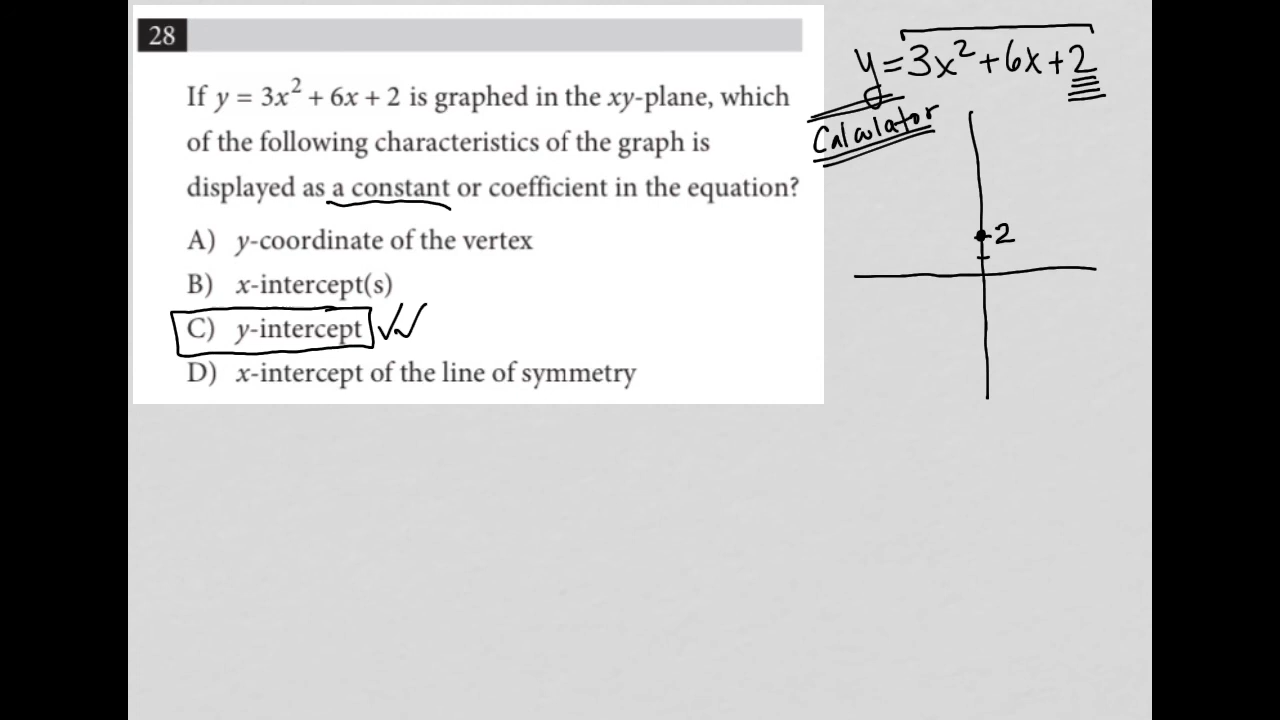 28
If y = 3x² + 6x + 2 is graphed in the xy-plane, which
of the following characteristics of the graph is
displayed as a constant or coefficient in the equation?
A) y-coordinate of the vertex
B) x-intercept(s)
C) y-intercept
D) x-intercept of the line of symmetry
y = 3x² + 6x + 2
Calculator
2